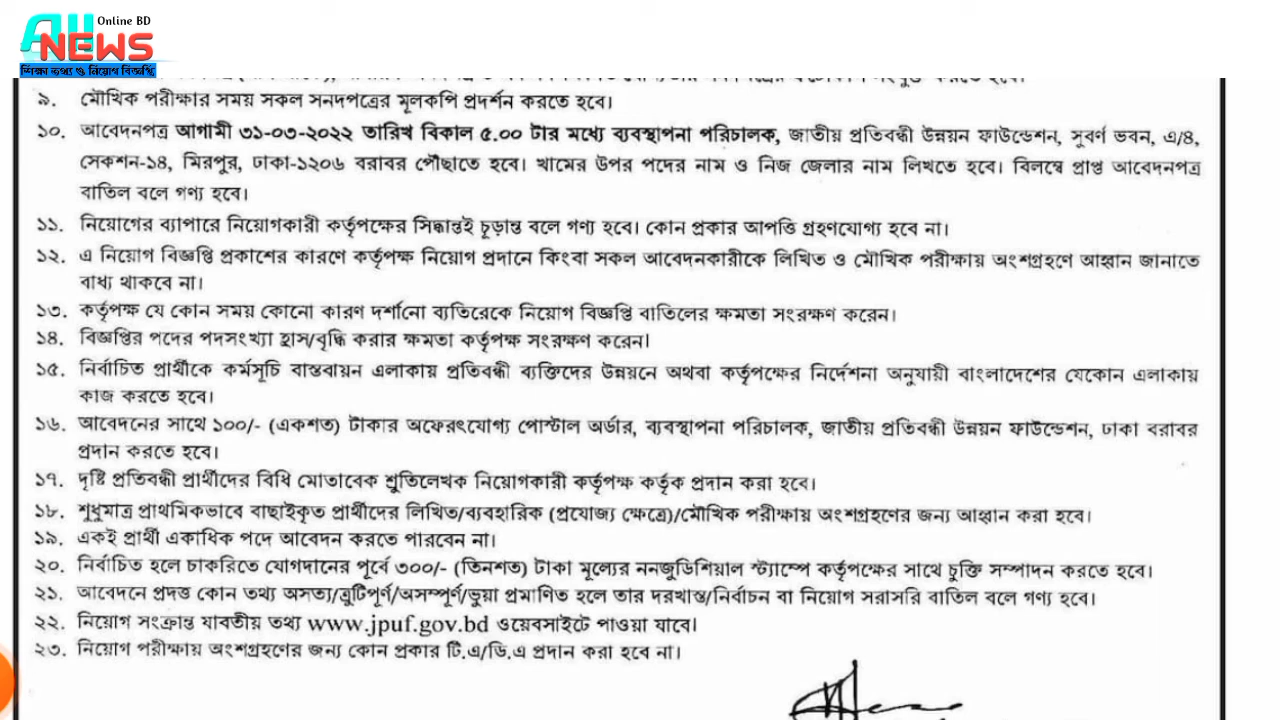 Online BD
All
NEWS
শিক্ষা তথ্য ও নিয়োগ বিজ্ঞপ্তি
৯. মৌখিক পরীক্ষার সময় সকল সনদপত্রের মূলকপি প্রদর্শন করতে হবে।
১০. আবেদনপত্র আগামী ৩১-০৩-২০২২ তারিখ বিকাল ৫.০০ টার মধ্যে ব্যবস্থাপনা পরিচালক, জাতীয় প্রতিবন্ধী উন্নয়ন ফাউন্ডেশন, সুবর্ণ ভবন, এ/৪,
সেকশন-১৪, মিরপুর, ঢাকা-১২০৬ বরাবর পৌঁছাতে হবে। খামের উপর পদের নাম ও নিজ জেলার নাম লিখতে হবে। বিলম্বে প্রাপ্ত আবেদনপত্র
বাতিল বলে গণ্য হবে।
১১. নিয়োগের ব্যাপারে নিয়োগকারী কর্তৃপক্ষের সিদ্ধান্তই চূড়ান্ত বলে গণ্য হবে। কোন প্রকার আপত্তি গ্রহণযোগ্য হবে না।
১২. এ নিয়োগ বিজ্ঞপ্তি প্রকাশের কারণে কর্তৃপক্ষ নিয়োগ প্রদানে কিংবা সকল আবেদনকারীকে লিখিত ও মৌখিক পরীক্ষায় অংশগ্রহণে আহ্বান জানাতে
বাধ্য থাকবে না।
১৩. কর্তৃপক্ষ যে কোন সময় কোনো কারণ দর্শানো ব্যতিরেকে নিয়োগ বিজ্ঞপ্তি বাতিলের ক্ষমতা সংরক্ষণ করেন।
১৪. বিজ্ঞপ্তির পদের পদসংখ্যা হ্রাস/বৃদ্ধি করার ক্ষমতা কর্তৃপক্ষ সংরক্ষণ করেন।
১৫. নির্বাচিত প্রার্থীকে কর্মসূচি বাস্তবায়ন এলাকায় প্রতিবন্ধী ব্যক্তিদের উন্নয়নে অথবা কর্তৃপক্ষের নির্দেশনা অনুযায়ী বাংলাদেশের যেকোন এলাকায়
কাজ করতে হবে।
১৬. আবেদনের সাথে ১০০/- (একশত) টাকার অফেরৎযোগ্য পোস্টাল অর্ডার, ব্যবস্থাপনা পরিচালক, জাতীয় প্রতিবন্ধী উন্নয়ন ফাউন্ডেশন, ঢাকা বরাবর
প্রদান করতে হবে।
১৭. দৃষ্টি প্রতিবন্ধী প্রার্থীদের বিধি মোতাবেক শ্রুতিলেখক নিয়োগকারী কর্তৃপক্ষ কর্তৃক প্রদান করা হবে।
১৮. শুধুমাত্র প্রাথমিকভাবে বাছাইকৃত প্রার্থীদের লিখিত/ব্যবহারিক (প্রযোজ্য ক্ষেত্রে)/মৌখিক পরীক্ষায় অংশগ্রহণের জন্য আহ্বান করা হবে।
১৯. একই প্রার্থী একাধিক পদে আবেদন করতে পারবেন না।
২০. নির্বাচিত হলে চাকরিতে যোগদানের পূর্বে ৩০০/- (তিনশত) টাকা মূল্যের ননজুডিশিয়াল স্ট্যাম্পে কর্তৃপক্ষের সাথে চুক্তি সম্পাদন করতে হবে।
২১. আবেদনে প্রদত্ত কোন তথ্য অসত্য/ত্রুটিপূর্ণ/অসম্পূর্ণ/ভুয়া প্রমাণিত হলে তার দরখাস্ত/নির্বাচন বা নিয়োগ সরাসরি বাতিল বলে গণ্য হবে।
২২. নিয়োগ সংক্রান্ত যাবতীয় তথ্য www.jpuf.gov.bd ওয়েবসাইটে পাওয়া যাবে।
২৩. নিয়োগ পরীক্ষায় অংশগ্রহণের জন্য কোন প্রকার টি.এ/ডি.এ প্রদান করা হবে না।